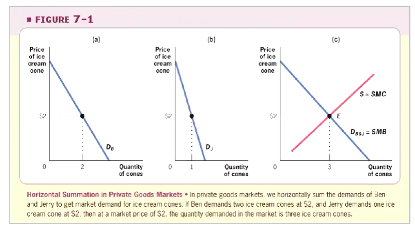 ■ FIGURE 7-1
(a)
Price
of ice
cream
cone
$2
D_B
0
2
Quantity
of cones
(b)
Price
of ice
cream
cone
$2
D_J
0
1
Quantity
of cones
(c)
Price
of ice
cream
cone
S = SMC
$2
E
D_B&J = SMB
0
3
Quantity
of cones
Horizontal Summation in Private Goods Markets • In private goods markets, we horizontally sum the demands of Ben
and Jerry to get market demand for ice cream cones. If Ben demands two ice cream cones at $2, and Jerry demands one ice
cream cone at $2, then at a market price of $2, the quantity demanded in the market is three ice cream cones.